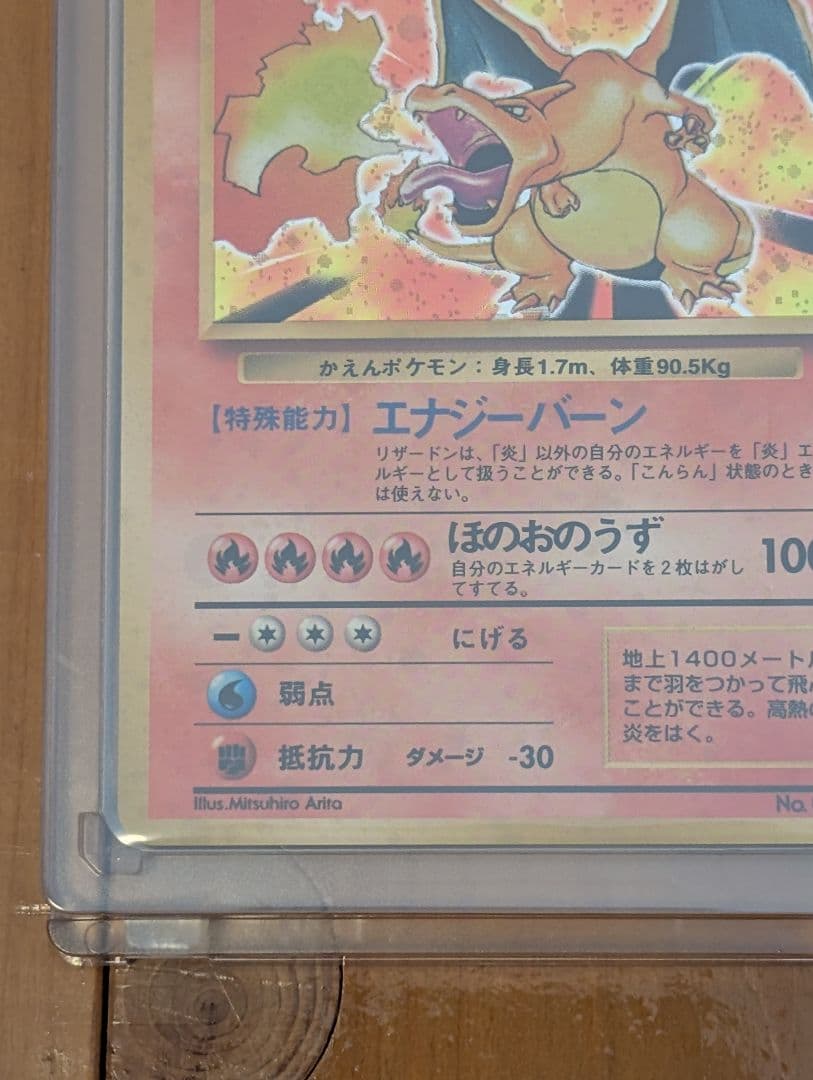 かえんポケモン：身長1.7m、体重90.5Kg
【特殊能力】エナジーバーン
リザードンは、「炎」以外の自分のエネルギーを「炎」エ
ルギーとして扱うことができる。「こんらん」状態のとき
は使えない。
ほのおのうず 100
自分のエネルギーカードを2枚はがし
てすてる。
ー にげる
弱点
抵抗力 ダメージ -30
地上1400メートル
まで羽をつかって飛ん
ことができる。高熱の
炎をはく。
Illus.Mitsuhiro Arita
No.